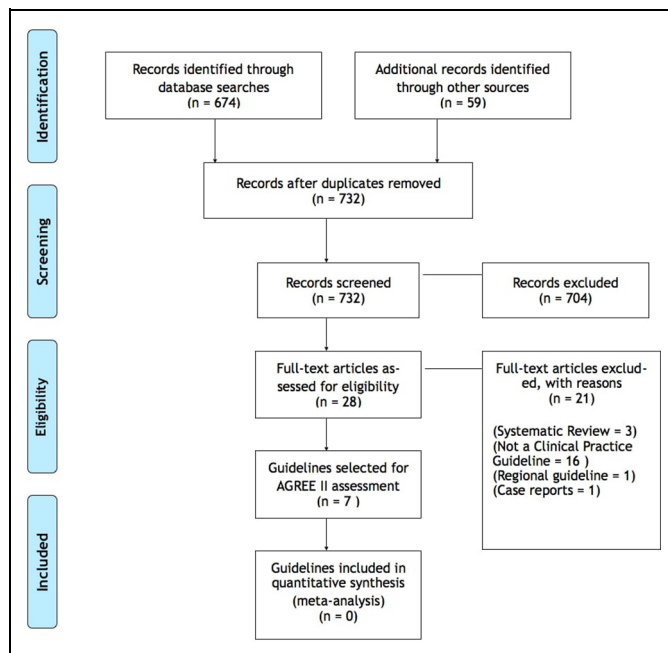 Identification
Records identified through
database searches
(n = 674)
Additional records identified
through other sources
(n = 59)
Records after duplicates removed
(n = 732)
Screening
Records screened
(n = 732)
Records excluded
(n = 704)
Eligibility
Full-text articles as-
sessed for eligibility
(n = 28)
Full-text articles exclud-
ed, with reasons
(n = 21)
(Systematic Review = 3)
(Not a Clinical Practice
Guideline = 16 )
(Regional guideline = 1)
(Case reports = 1)
Guidelines selected for
AGREE II assessment
(n = 7 )
Included
Guidelines included in
quantitative synthesis
(meta-analysis)
(n = 0)